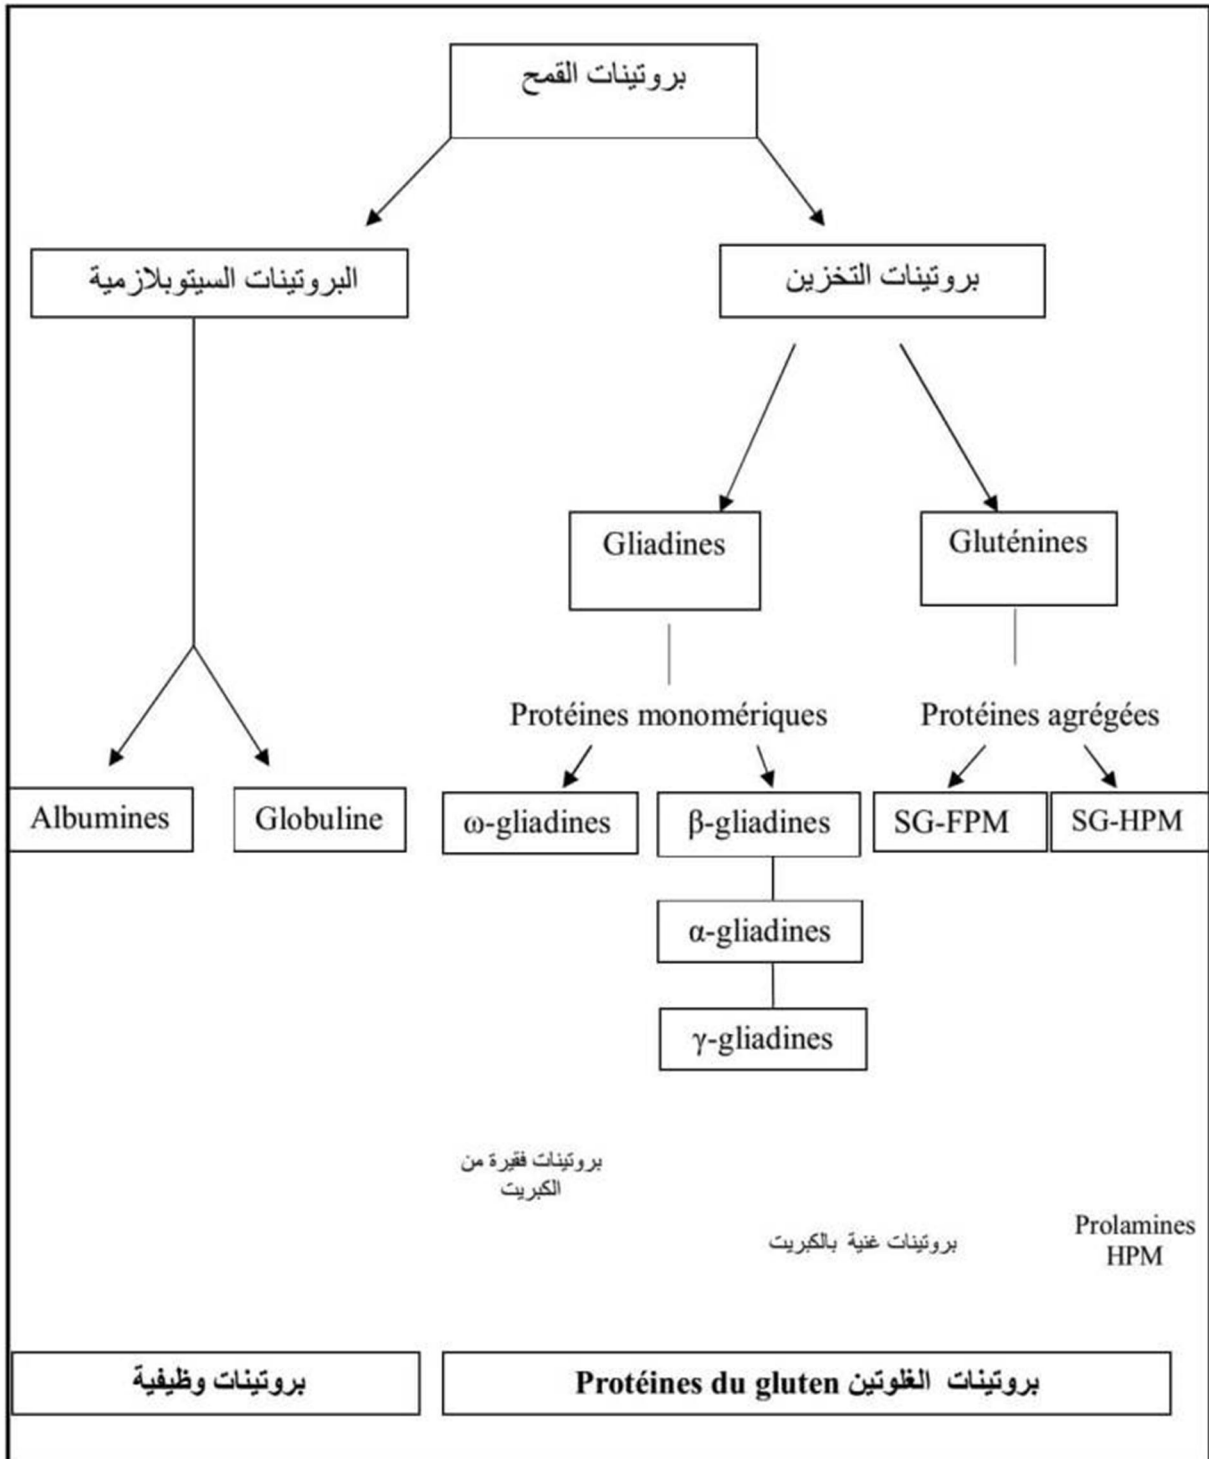 بروتينات القمح
البروتينات السيتوبلازمية
بروتينات التخزين
Gliadines
Gluténines
Protéines monomériques
Protéines agrégées
Albumines
Globuline
ω-gliadines
β-gliadines
SG-FPM
SG-HPM
α-gliadines
γ-gliadines
بروتينات فقيرة من
الكبريت
بروتينات غنية بالكبريت
Prolamines
HPM
بروتينات وظيفية
بروتينات الغلوتين Protéines du gluten